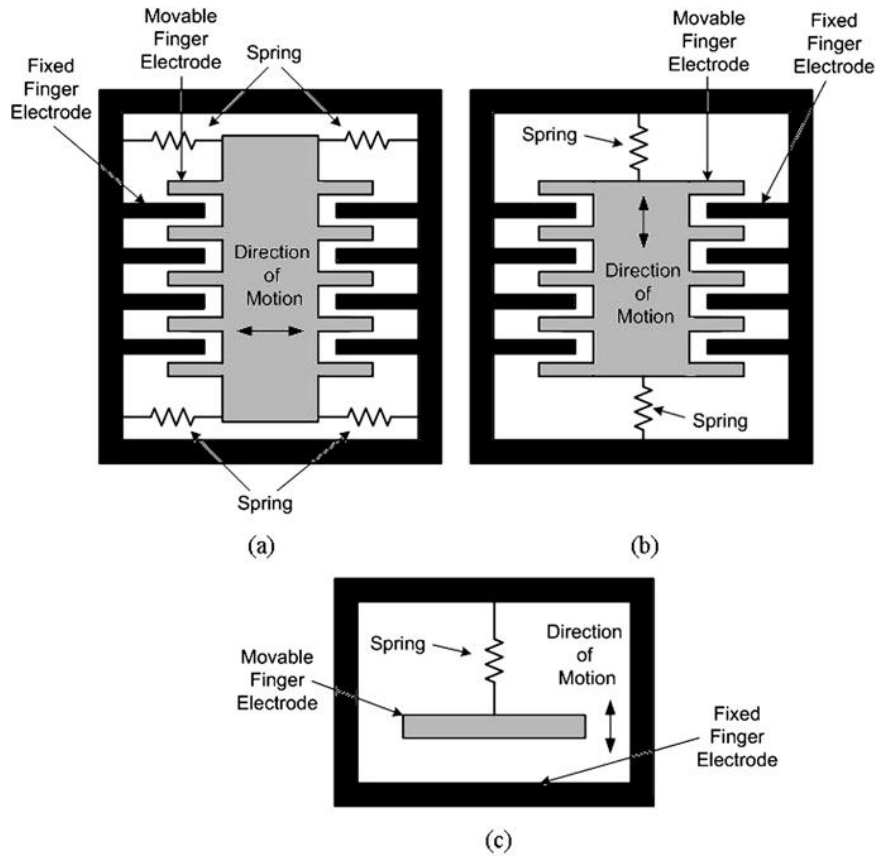 Movable
Finger
Electrode
Spring
Fixed
Finger
Electrode
Direction
of
Motion
Spring
(a)
Movable
Finger
Electrode
Fixed
Finger
Electrode
Spring
Direction
of
Motion
Spring
(b)
Spring
Direction
of
Motion
Movable
Finger
Electrode
Fixed
Finger
Electrode
(c)